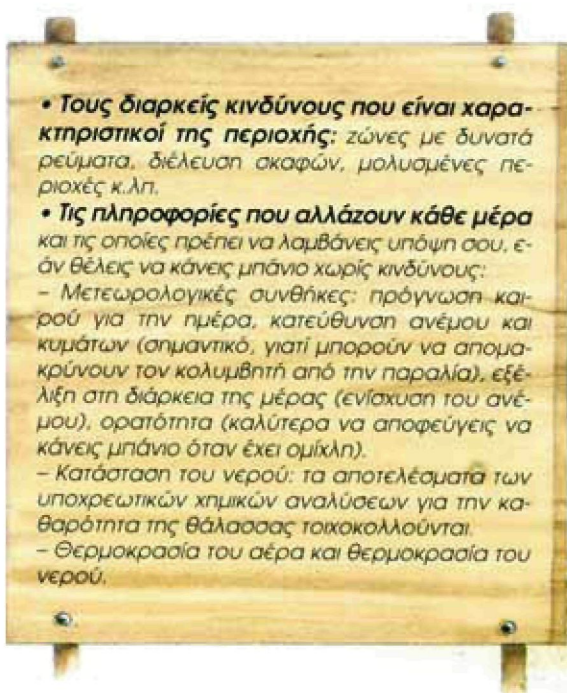 • Τους διαρκείς κινδύνους που είναι χαρα-
κτηριστικοί της περιοχής: ζώνες με δυνατά
ρεύματα, διέλευση σκαφών, μολυσμένες πε-
ριοχές κ.λπ.
• Τις πληροφορίες που αλλάζουν κάθε μέρα
και τις οποίες πρέπει να λαμβάνεις υπόψη σου, ε-
άν θέλεις να κάνεις μπάνιο χωρίς κινδύνους:
– Μετεωρολογικές συνθήκες: πρόγνωση και-
ρού για την ημέρα, κατεύθυνση ανέμου και
κυμάτων (σημαντικό, γιατί μπορούν να απομα-
κρύνουν τον κολυμβητή από την παραλία), εξέ-
λιξη στη διάρκεια της μέρας (ενίσχυση του ανέ-
μου), ορατότητα (καλύτερα να αποφεύγεις να
κάνεις μπάνιο όταν έχει ομίχλη).
– Κατάσταση του νερού: τα αποτελέσματα των
υποχρεωτικών χημικών αναλύσεων για την κα-
θαρότητα της θάλασσας τοιχοκολλούνται.
– Θερμοκρασία του αέρα και θερμοκρασία του
νερού.